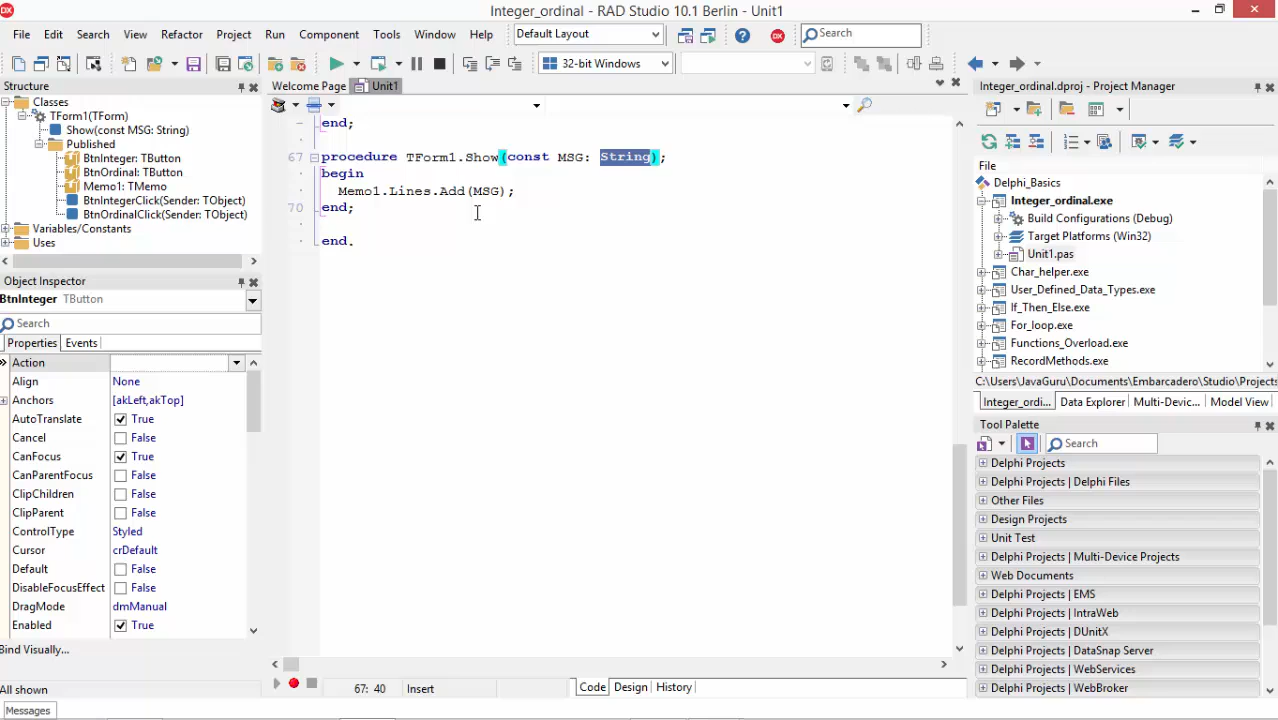 Integer_ordinal - RAD Studio 10.1 Berlin - Unit1
File Edit Search View Refactor Project Run Component Tools Window Help
Default Layout
Search
32-bit Windows
Structure
Classes
TForm1(TForm)
Show(const MSG: String)
Published
BtnInteger: TButton
BtnOrdinal: TButton
Memo1: TMemo
BtnIntegerClick(Sender: TObject)
BtnOrdinalClick(Sender: TObject)
Variables/Constants
Uses
Object Inspector
BtnInteger TButton
Search
Properties Events
Action
Align None
Anchors [akLeft,akTop]
AutoTranslate True
Cancel False
CanFocus True
CanParentFocus False
ClipChildren False
ClipParent False
ControlType Styled
Cursor crDefault
Default False
DisableFocusEffect False
DragMode dmManual
Enabled True
Bind Visually...
All shown
Messages
Welcome Page Unit1
end;
67 procedure TForm1.Show(const MSG: String);
begin
Memo1.Lines.Add(MSG);
70 end;
end.
67: 40 Insert
Code Design History
Integer_ordinal.dproj - Project Manager
File
Delphi_Basics
Integer_ordinal.exe
Build Configurations (Debug)
Target Platforms (Win32)
Unit1.pas
Char_helper.exe
User_Defined_Data_Types.exe
If_Then_Else.exe
For_loop.exe
Functions_Overload.exe
RecordMethods.exe
C:\Users\JavaGuru\Documents\Embarcadero\Studio\Projects
Integer_ordi... Data Explorer Multi-Devic... Model View
Tool Palette
Search
Delphi Projects
Delphi Projects | Delphi Files
Other Files
Design Projects
Unit Test
Delphi Projects | Multi-Device Projects
Web Documents
Delphi Projects | EMS
Delphi Projects | IntraWeb
Delphi Projects | DUnitX
Delphi Projects | DataSnap Server
Delphi Projects | WebServices
Delphi Projects | WebBroker